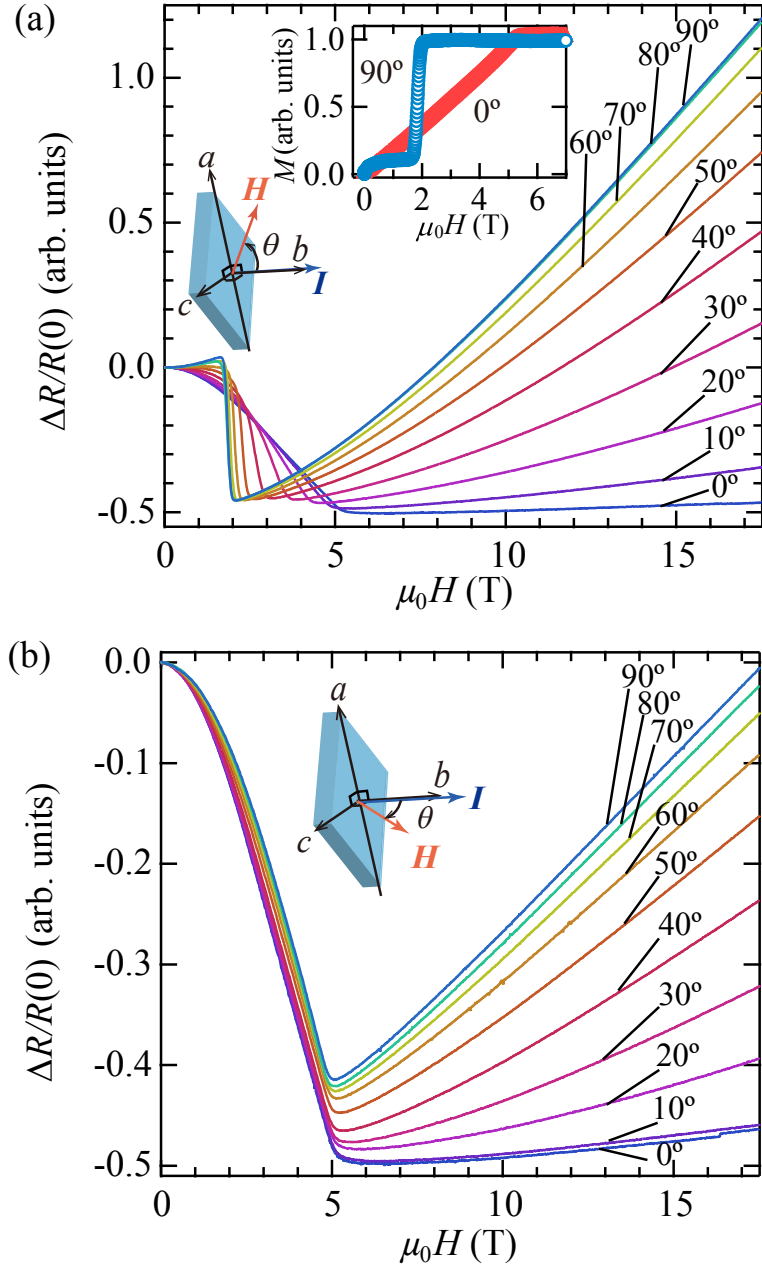 (a)
ΔR/R(0) (arb. units)
1.0
0.5
0.0
-0.5
0
5
10
15
μ₀H (T)
M (arb. units)
1.0
0.5
0.0
0
2
4
6
μ₀H (T)
90º
0º
a
H
θ
b
I
c
90º
80º
70º
60º
50º
40º
30º
20º
10º
0º
(b)
ΔR/R(0) (arb. units)
0.0
-0.1
-0.2
-0.3
-0.4
-0.5
0
5
10
15
μ₀H (T)
a
b
I
θ
c
H
90º
80º
70º
60º
50º
40º
30º
20º
10º
0º